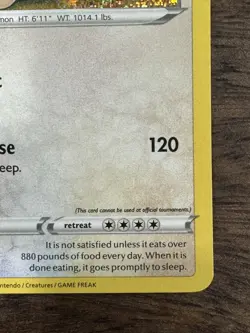 mon HT: 6'11" WT: 1014.1 lbs.
se 120
eep.
(This card cannot be used at official tournaments.)
retreat
It is not satisfied unless it eats over
880 pounds of food every day. When it is
done eating, it goes promptly to sleep.
intendo / Creatures / GAME FREAK